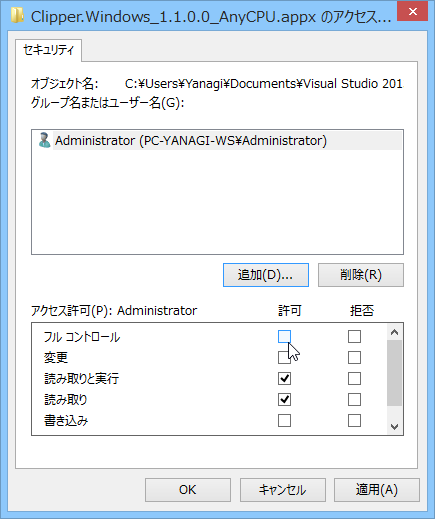 Clipper.Windows_1.1.0.0_AnyCPU.appx のアクセス...
セキュリティ
オブジェクト名: C:¥Users¥Yanagi¥Documents¥Visual Studio 201
グループ名またはユーザー名(G):
Administrator (PC-YANAGI-WS¥Administrator)
追加(D)... 削除(R)
アクセス許可(P): Administrator 許可 拒否
フル コントロール
変更
読み取りと実行
読み取り
書き込み
OK キャンセル 適用(A)